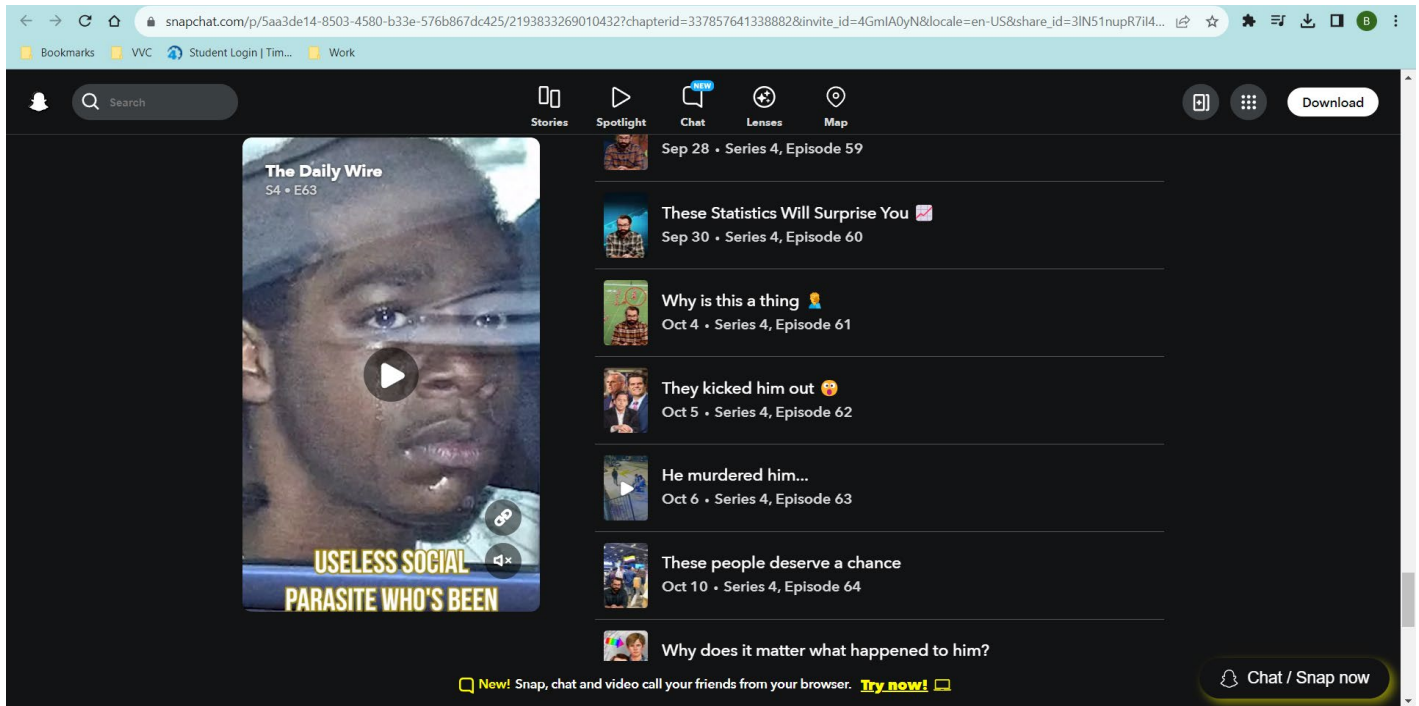 snapchat.com/p/5aa3de14-8503-4580-b33e-576b867dc425/2193833269010432?chapterid=337857641338882&invite_id=4GmIA0yN&locale=en-US&share_id=3lN51nupR7iI4...
B
Bookmarks VVC Student Login | Tim... Work
Search
NEW
Stories Spotlight Chat Lenses Map
Download
The Daily Wire
S4 • E63
USELESS SOCIAL
PARASITE WHO'S BEEN
Sep 28 • Series 4, Episode 59
These Statistics Will Surprise You 📈
Sep 30 • Series 4, Episode 60
Why is this a thing 🤦
Oct 4 • Series 4, Episode 61
They kicked him out 😲
Oct 5 • Series 4, Episode 62
He murdered him...
Oct 6 • Series 4, Episode 63
These people deserve a chance
Oct 10 • Series 4, Episode 64
Why does it matter what happened to him?
New! Snap, chat and video call your friends from your browser. Try now!
Chat / Snap now